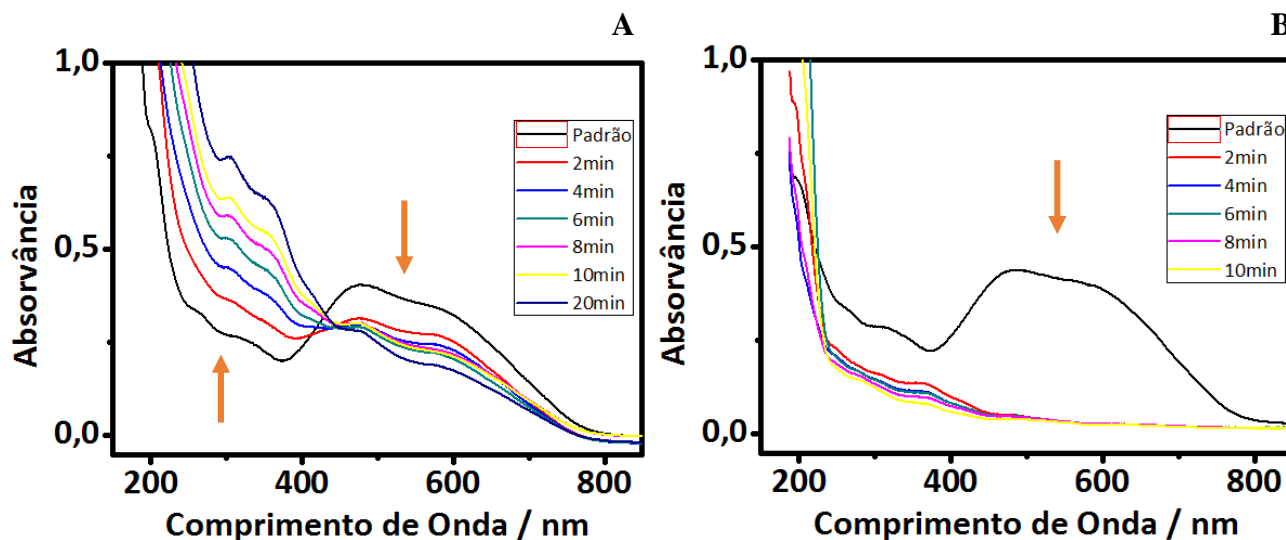 A
1,0
0,5
0,0
Absorvância
200
400
600
800
Comprimento de Onda / nm
Padrão
2min
4min
6min
8min
10min
20min
B
1,0
0,5
0,0
Absorvância
200
400
600
800
Comprimento de Onda / nm
Padrão
2min
4min
6min
8min
10min